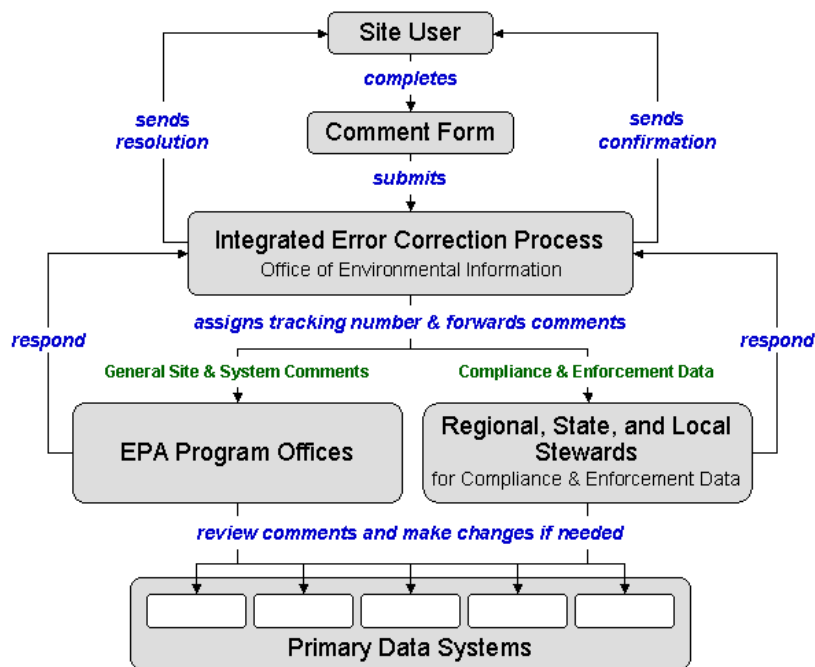 Site User
completes
sends
resolution
sends
confirmation
Comment Form
submits
Integrated Error Correction Process
Office of Environmental Information
respond
assigns tracking number & forwards comments
respond
General Site & System Comments
Compliance & Enforcement Data
EPA Program Offices
Regional, State, and Local
Stewards
for Compliance & Enforcement Data
review comments and make changes if needed
Primary Data Systems